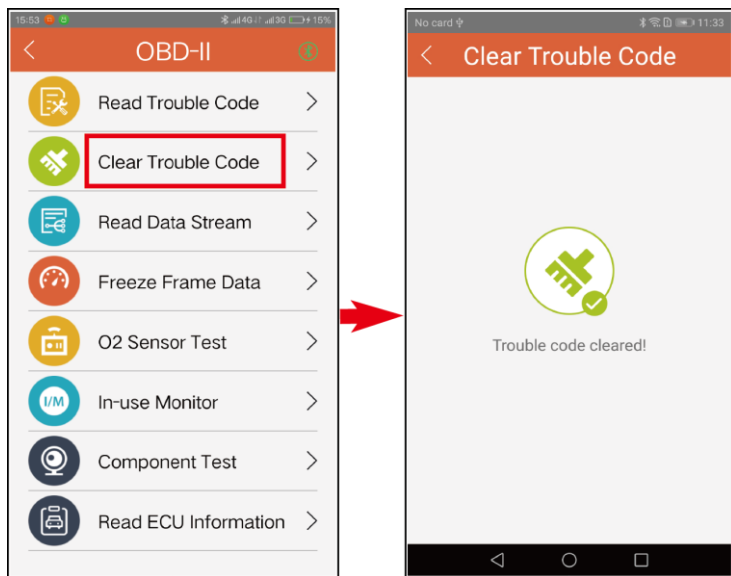 15:53 4G 3G 15%
OBD-II
Read Trouble Code
Clear Trouble Code
Read Data Stream
Freeze Frame Data
O2 Sensor Test
I/M In-use Monitor
Component Test
Read ECU Information
No card 11:33
Clear Trouble Code
Trouble code cleared!